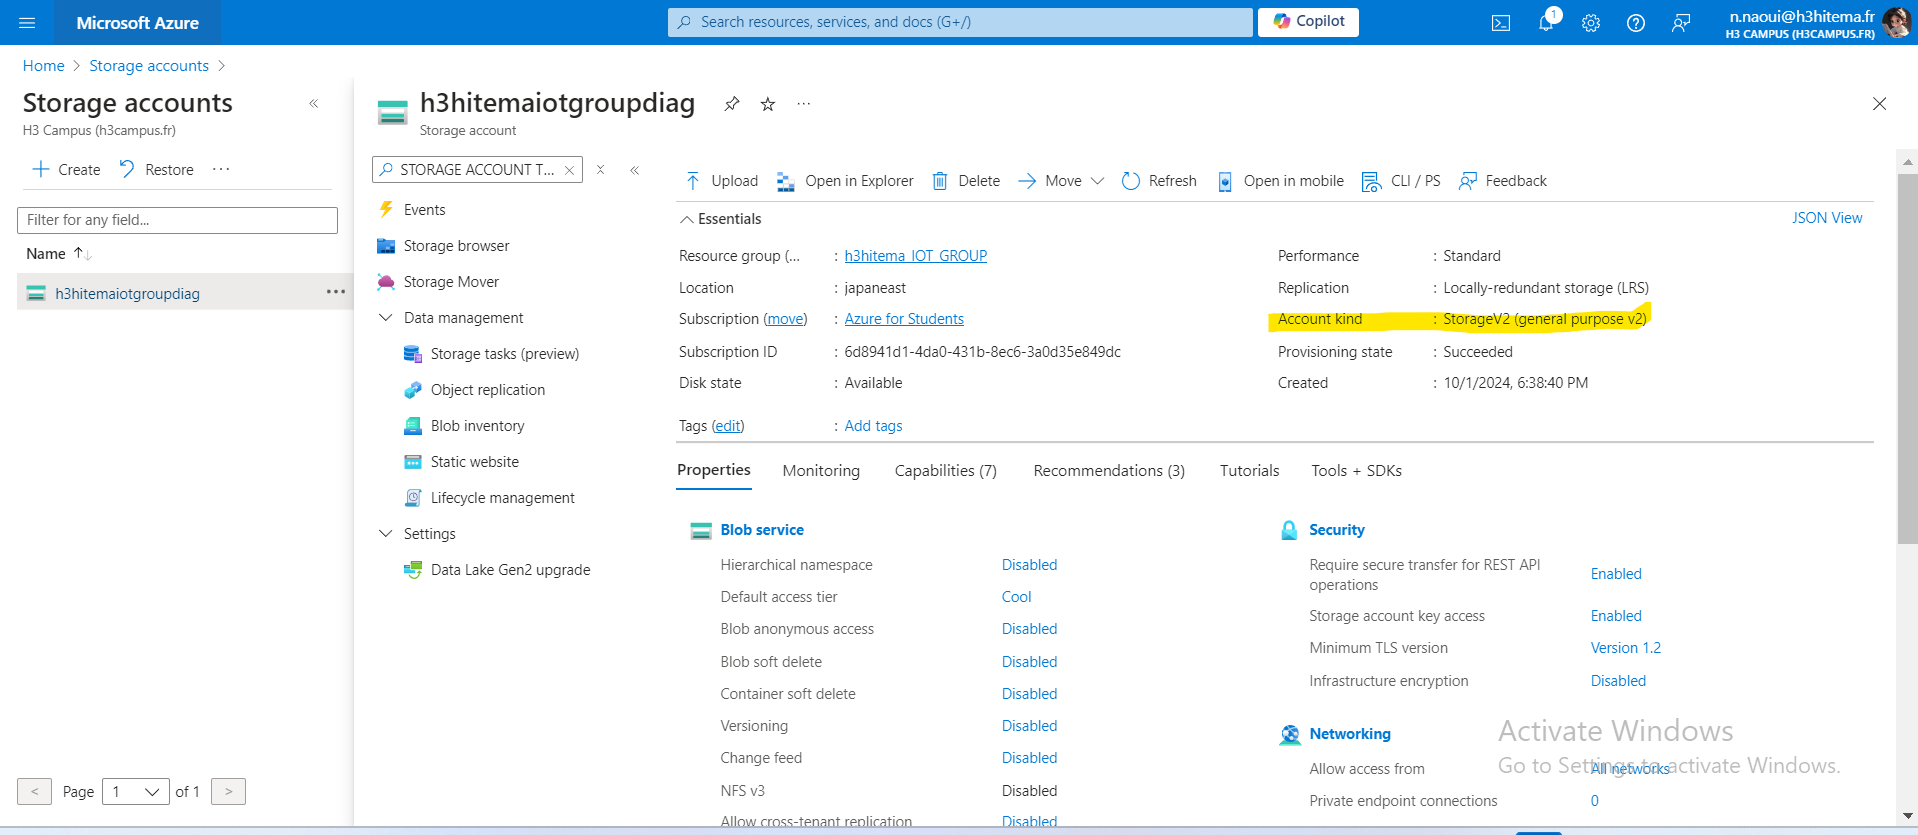 Microsoft Azure
Search resources, services, and docs (G+/)
Copilot
1
n.naoui@h3hitema.fr
H3 CAMPUS (H3CAMPUS.FR)
Home > Storage accounts >
Storage accounts
H3 Campus (h3campus.fr)
Create
Restore
Filter for any field...
Name
h3hitemaiotgroupdiag
< Page 1 of 1 >
h3hitemaiotgroupdiag
Storage account
STORAGE ACCOUNT T...
Events
Storage browser
Storage Mover
Data management
Storage tasks (preview)
Object replication
Blob inventory
Static website
Lifecycle management
Settings
Data Lake Gen2 upgrade
Upload Open in Explorer Delete Move Refresh Open in mobile CLI / PS Feedback
Essentials
JSON View
Resource group (... : h3hitema_IOT_GROUP
Location : japaneast
Subscription (move) : Azure for Students
Subscription ID : 6d8941d1-4da0-431b-8ec6-3a0d35e849dc
Disk state : Available
Tags (edit) : Add tags
Performance : Standard
Replication : Locally-redundant storage (LRS)
Account kind : StorageV2 (general purpose v2)
Provisioning state : Succeeded
Created : 10/1/2024, 6:38:40 PM
Properties Monitoring Capabilities (7) Recommendations (3) Tutorials Tools + SDKs
Blob service
Hierarchical namespace Disabled
Default access tier Cool
Blob anonymous access Disabled
Blob soft delete Disabled
Container soft delete Disabled
Versioning Disabled
Change feed Disabled
NFS v3 Disabled
Allow cross-tenant replication Disabled
Security
Require secure transfer for REST API
operations Enabled
Storage account key access Enabled
Minimum TLS version Version 1.2
Infrastructure encryption Disabled
Networking
Allow access from All networks
Private endpoint connections 0
Activate Windows
Go to Settings to activate Windows.